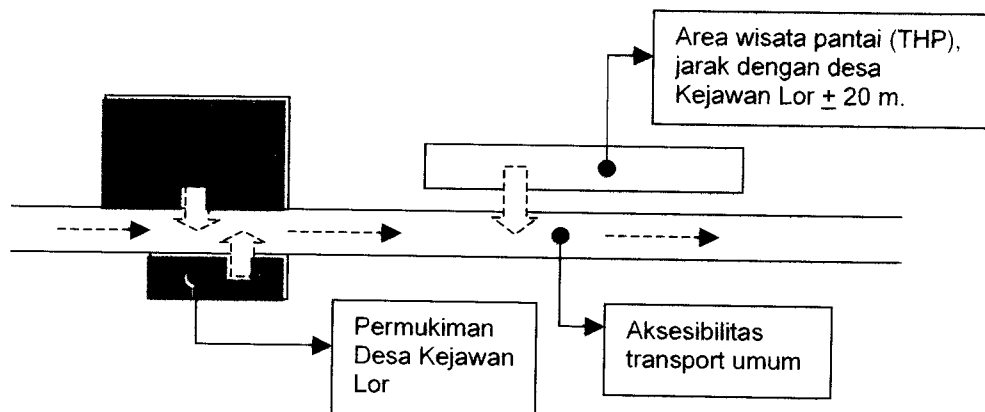 Area wisata pantai (THP),
jarak dengan desa
Kejawan Lor ± 20 m.
Permukiman
Desa Kejawan
Lor
Aksesibilitas
transport umum